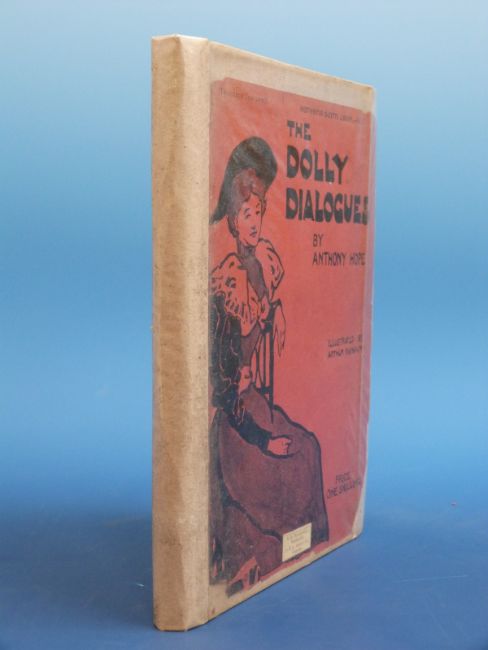 THE
DOLLY
DIALOGUES
BY
ANTHONY HOPE
ILLUSTRATED BY
ARTHUR RACKHAM
PRICE
ONE SHILLING